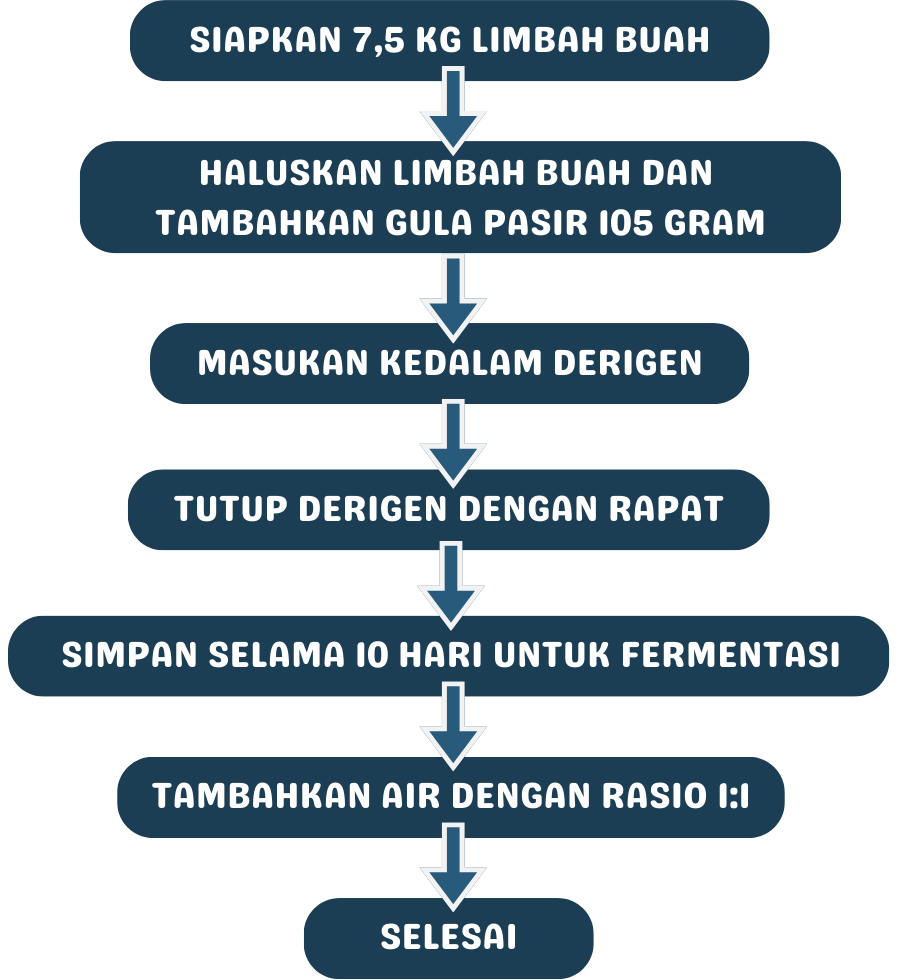 SIAPKAN 7,5 KG LIMBAH BUAH
HALUSKAN LIMBAH BUAH DAN
TAMBAHKAN GULA PASIR 105 GRAM
MASUKAN KEDALAM DERIGEN
TUTUP DERIGEN DENGAN RAPAT
SIMPAN SELAMA 10 HARI UNTUK FERMENTASI
TAMBAHKAN AIR DENGAN RASIO 1:1
SELESAI